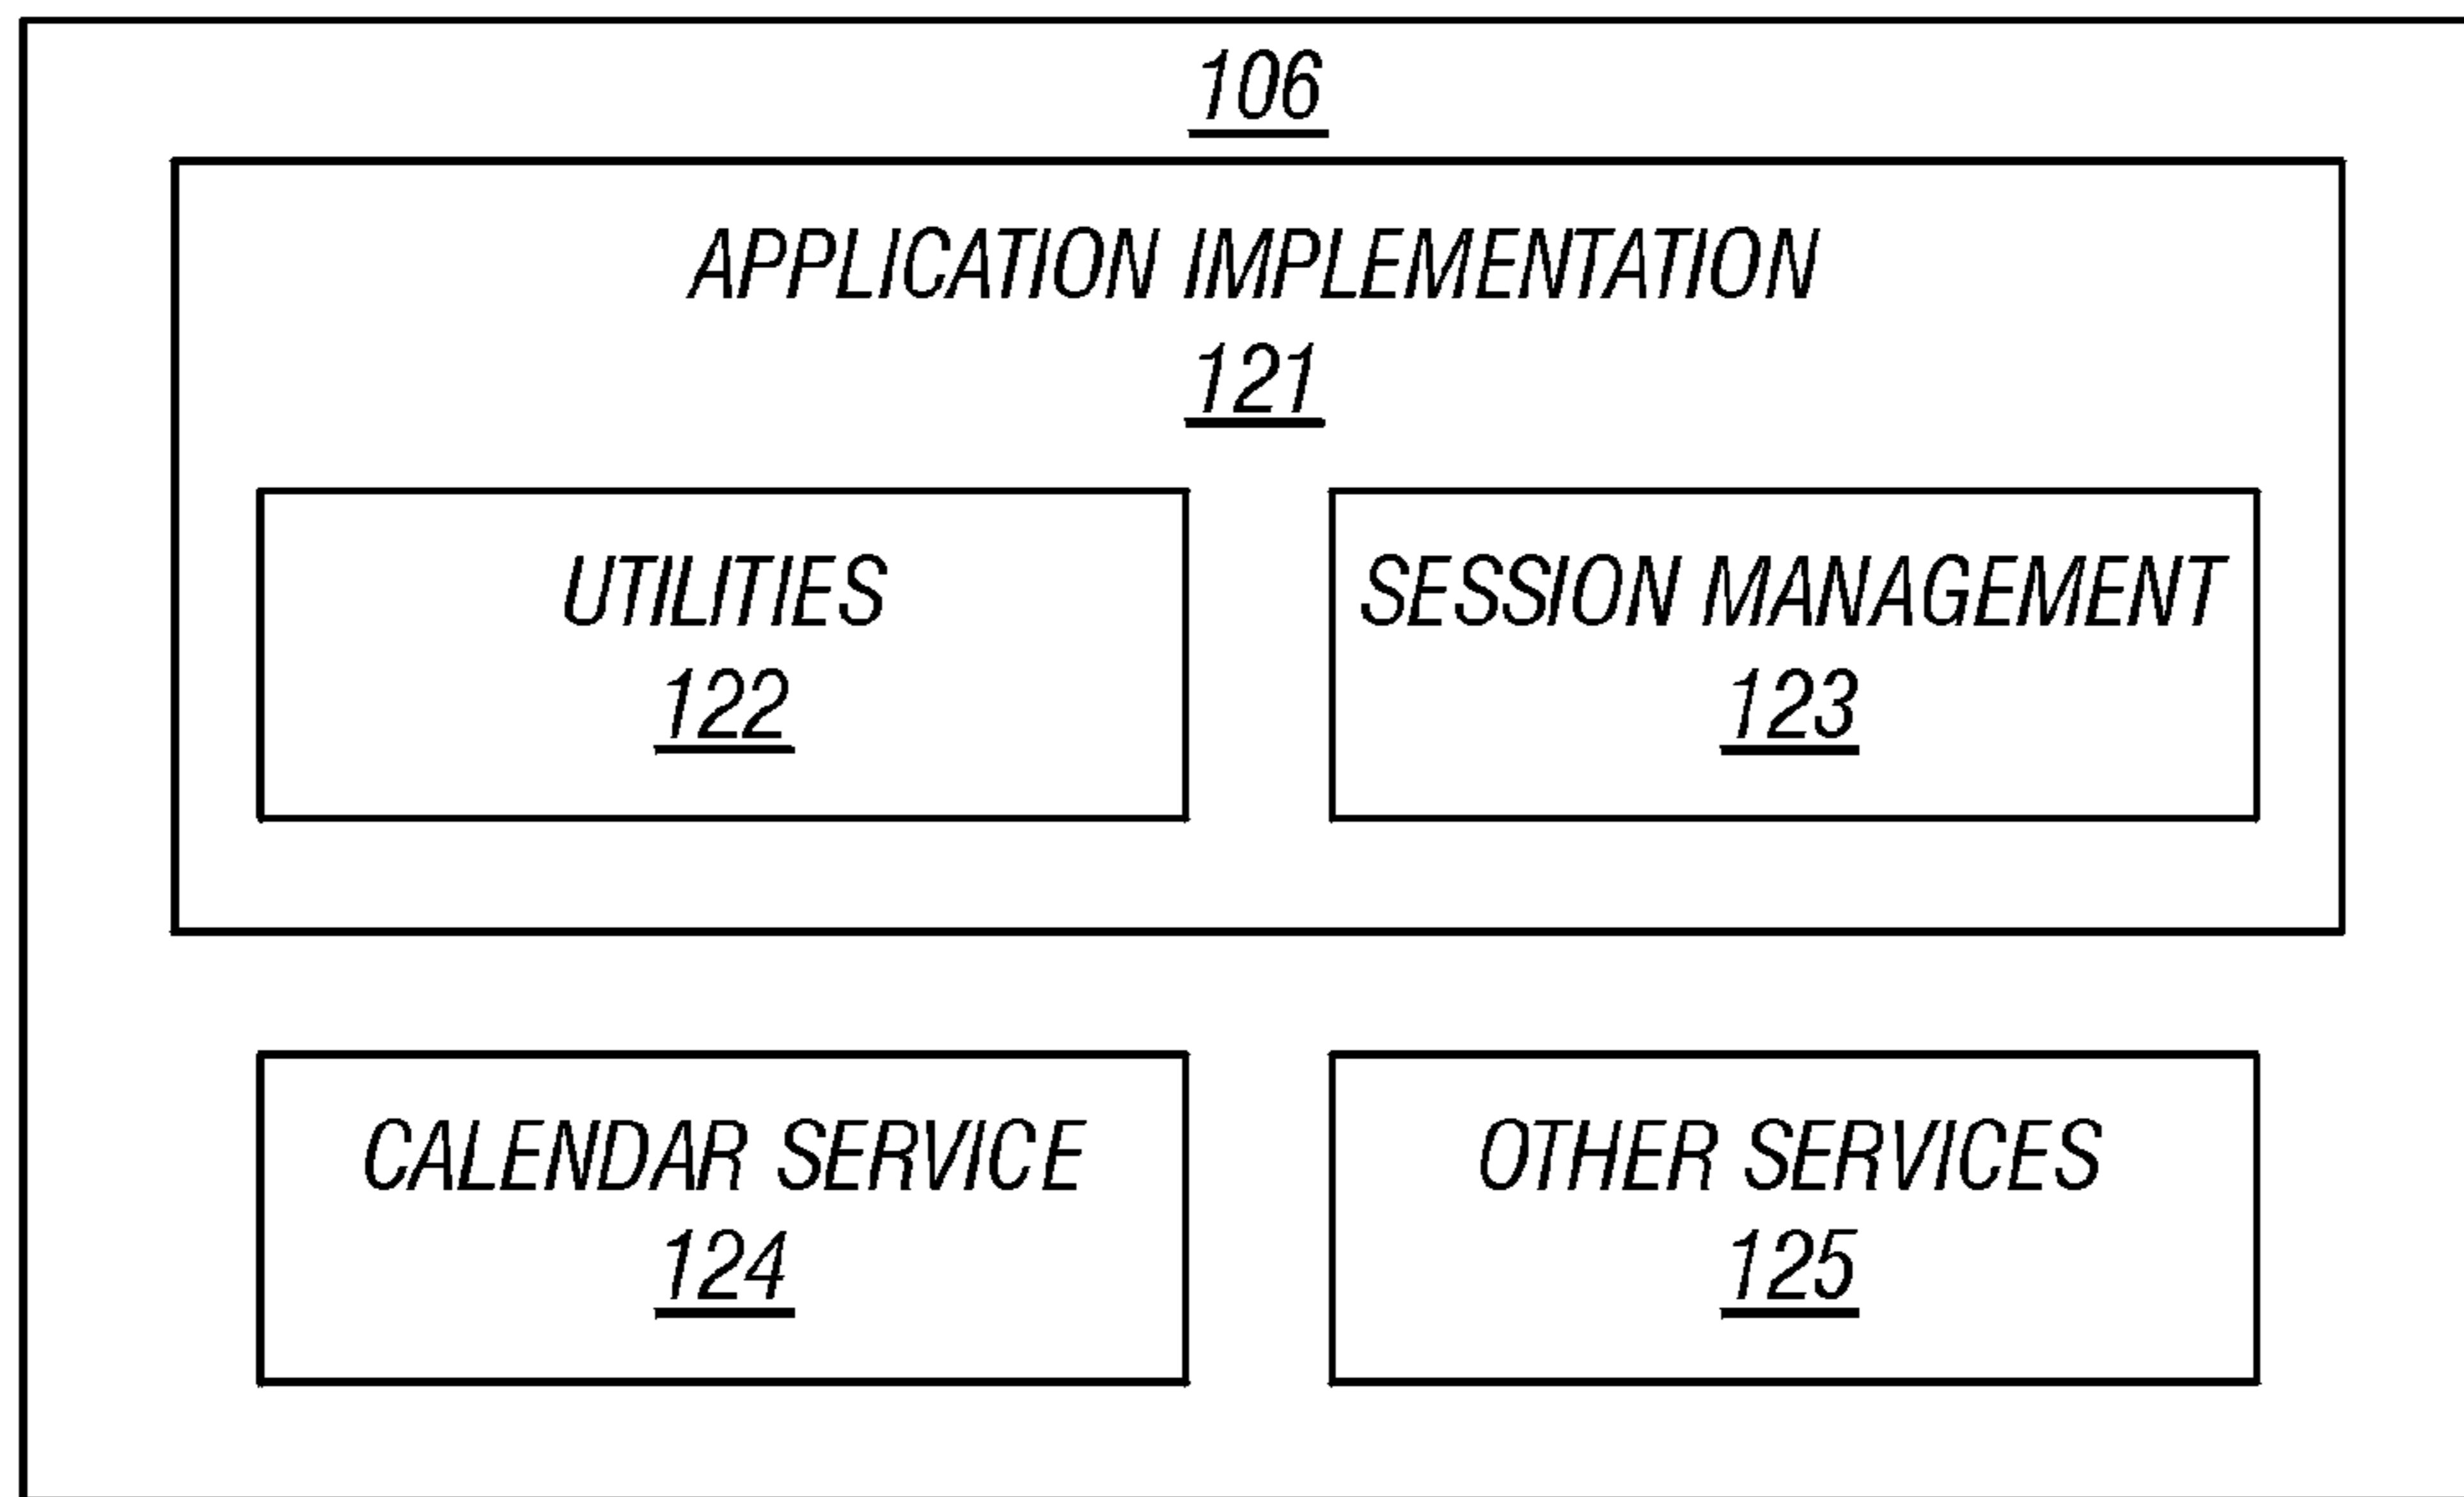 106
APPLICATION IMPLEMENTATION
121
UTILITIES
122
SESSION MANAGEMENT
123
CALENDAR SERVICE
124
OTHER SERVICES
125